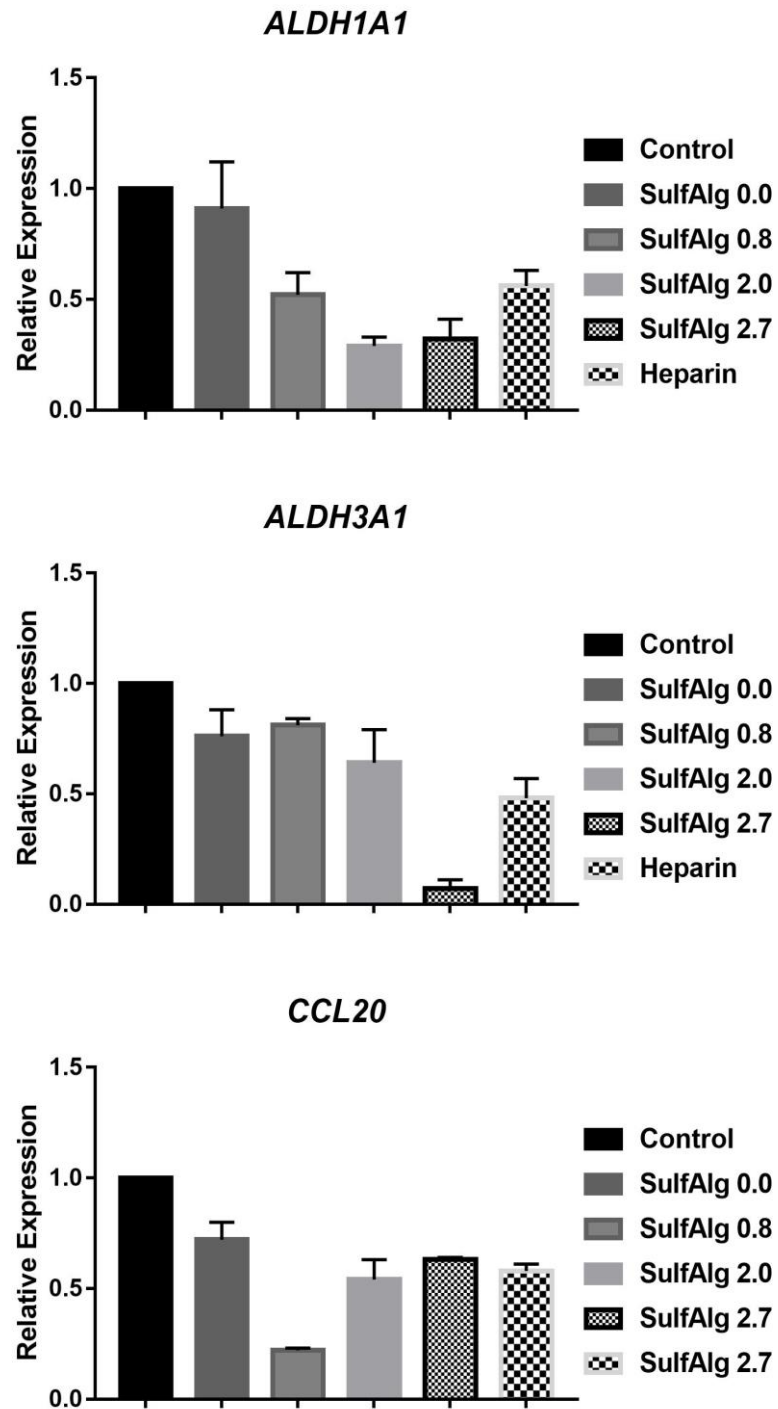 ALDH1A1
1.5
1.0
0.5
0.0
Relative Expression
Control
SulfAlg 0.0
SulfAlg 0.8
SulfAlg 2.0
SulfAlg 2.7
Heparin
ALDH3A1
1.5
1.0
0.5
0.0
Relative Expression
Control
SulfAlg 0.0
SulfAlg 0.8
SulfAlg 2.0
SulfAlg 2.7
Heparin
CCL20
1.5
1.0
0.5
0.0
Relative Expression
Control
SulfAlg 0.0
SulfAlg 0.8
SulfAlg 2.0
SulfAlg 2.7
SulfAlg 2.7